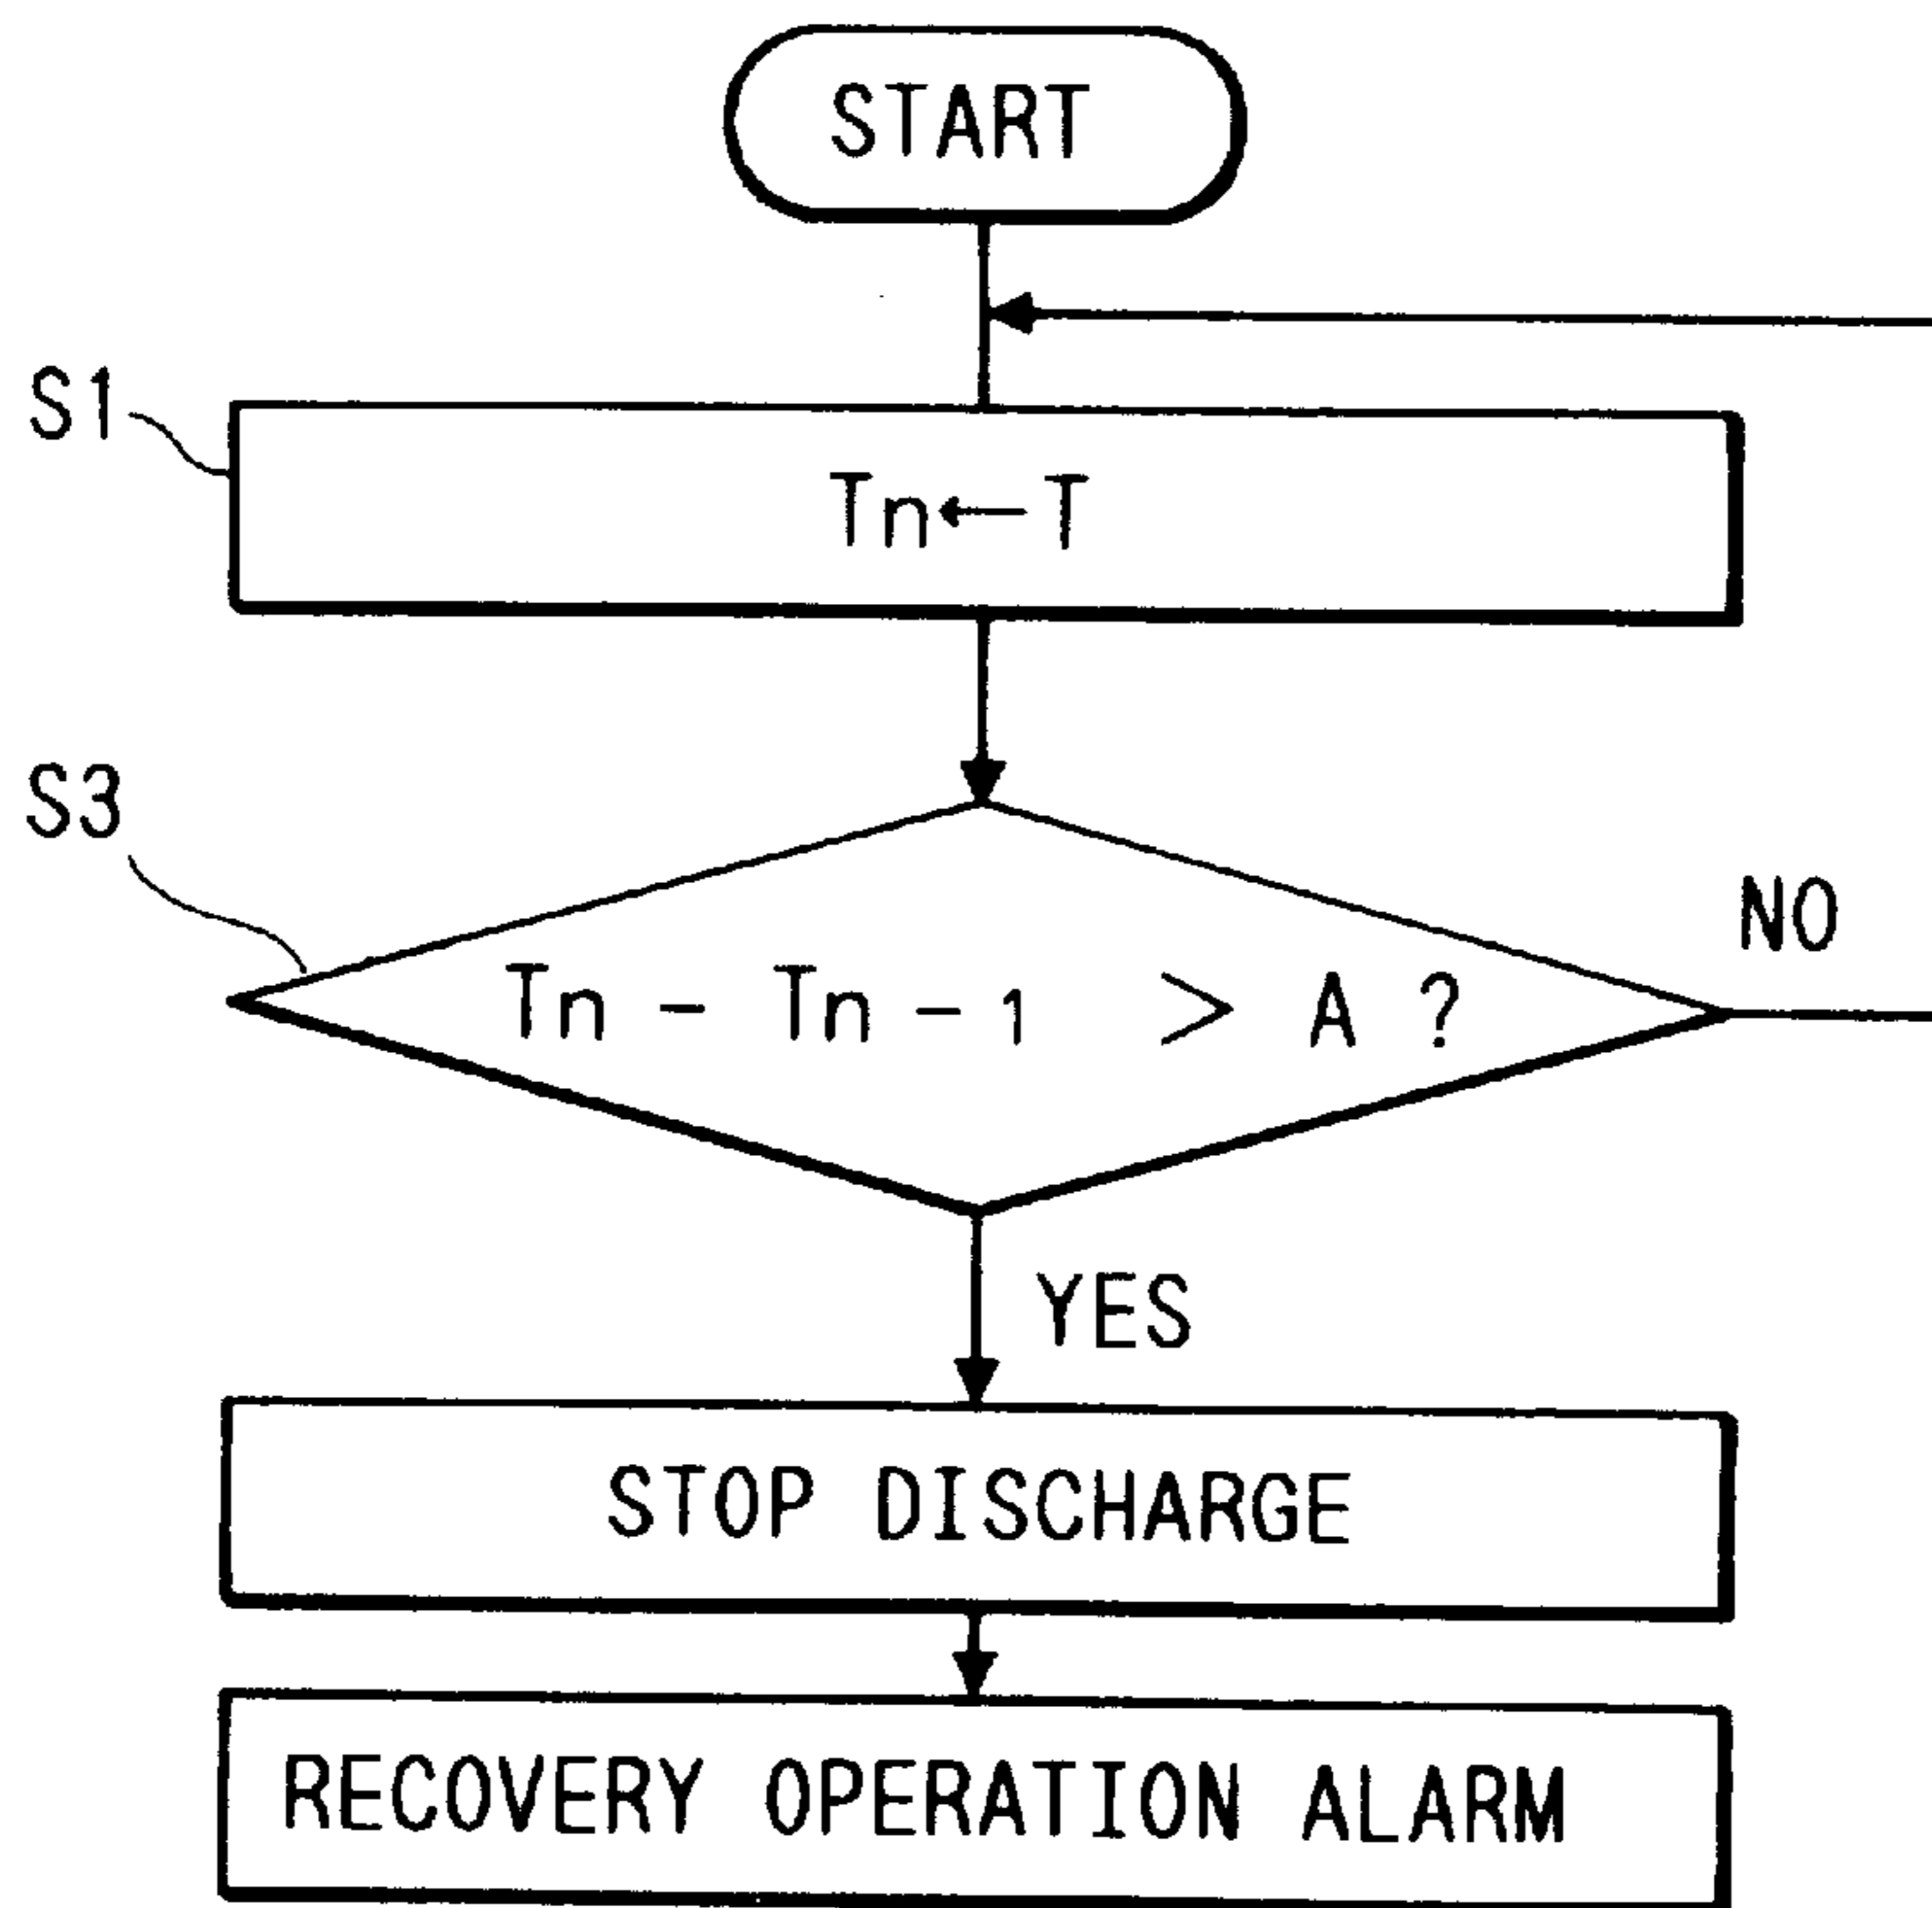 START
S1
Tn←T
S3
Tn - Tn-1 > A ?
NO
YES
STOP DISCHARGE
RECOVERY OPERATION ALARM